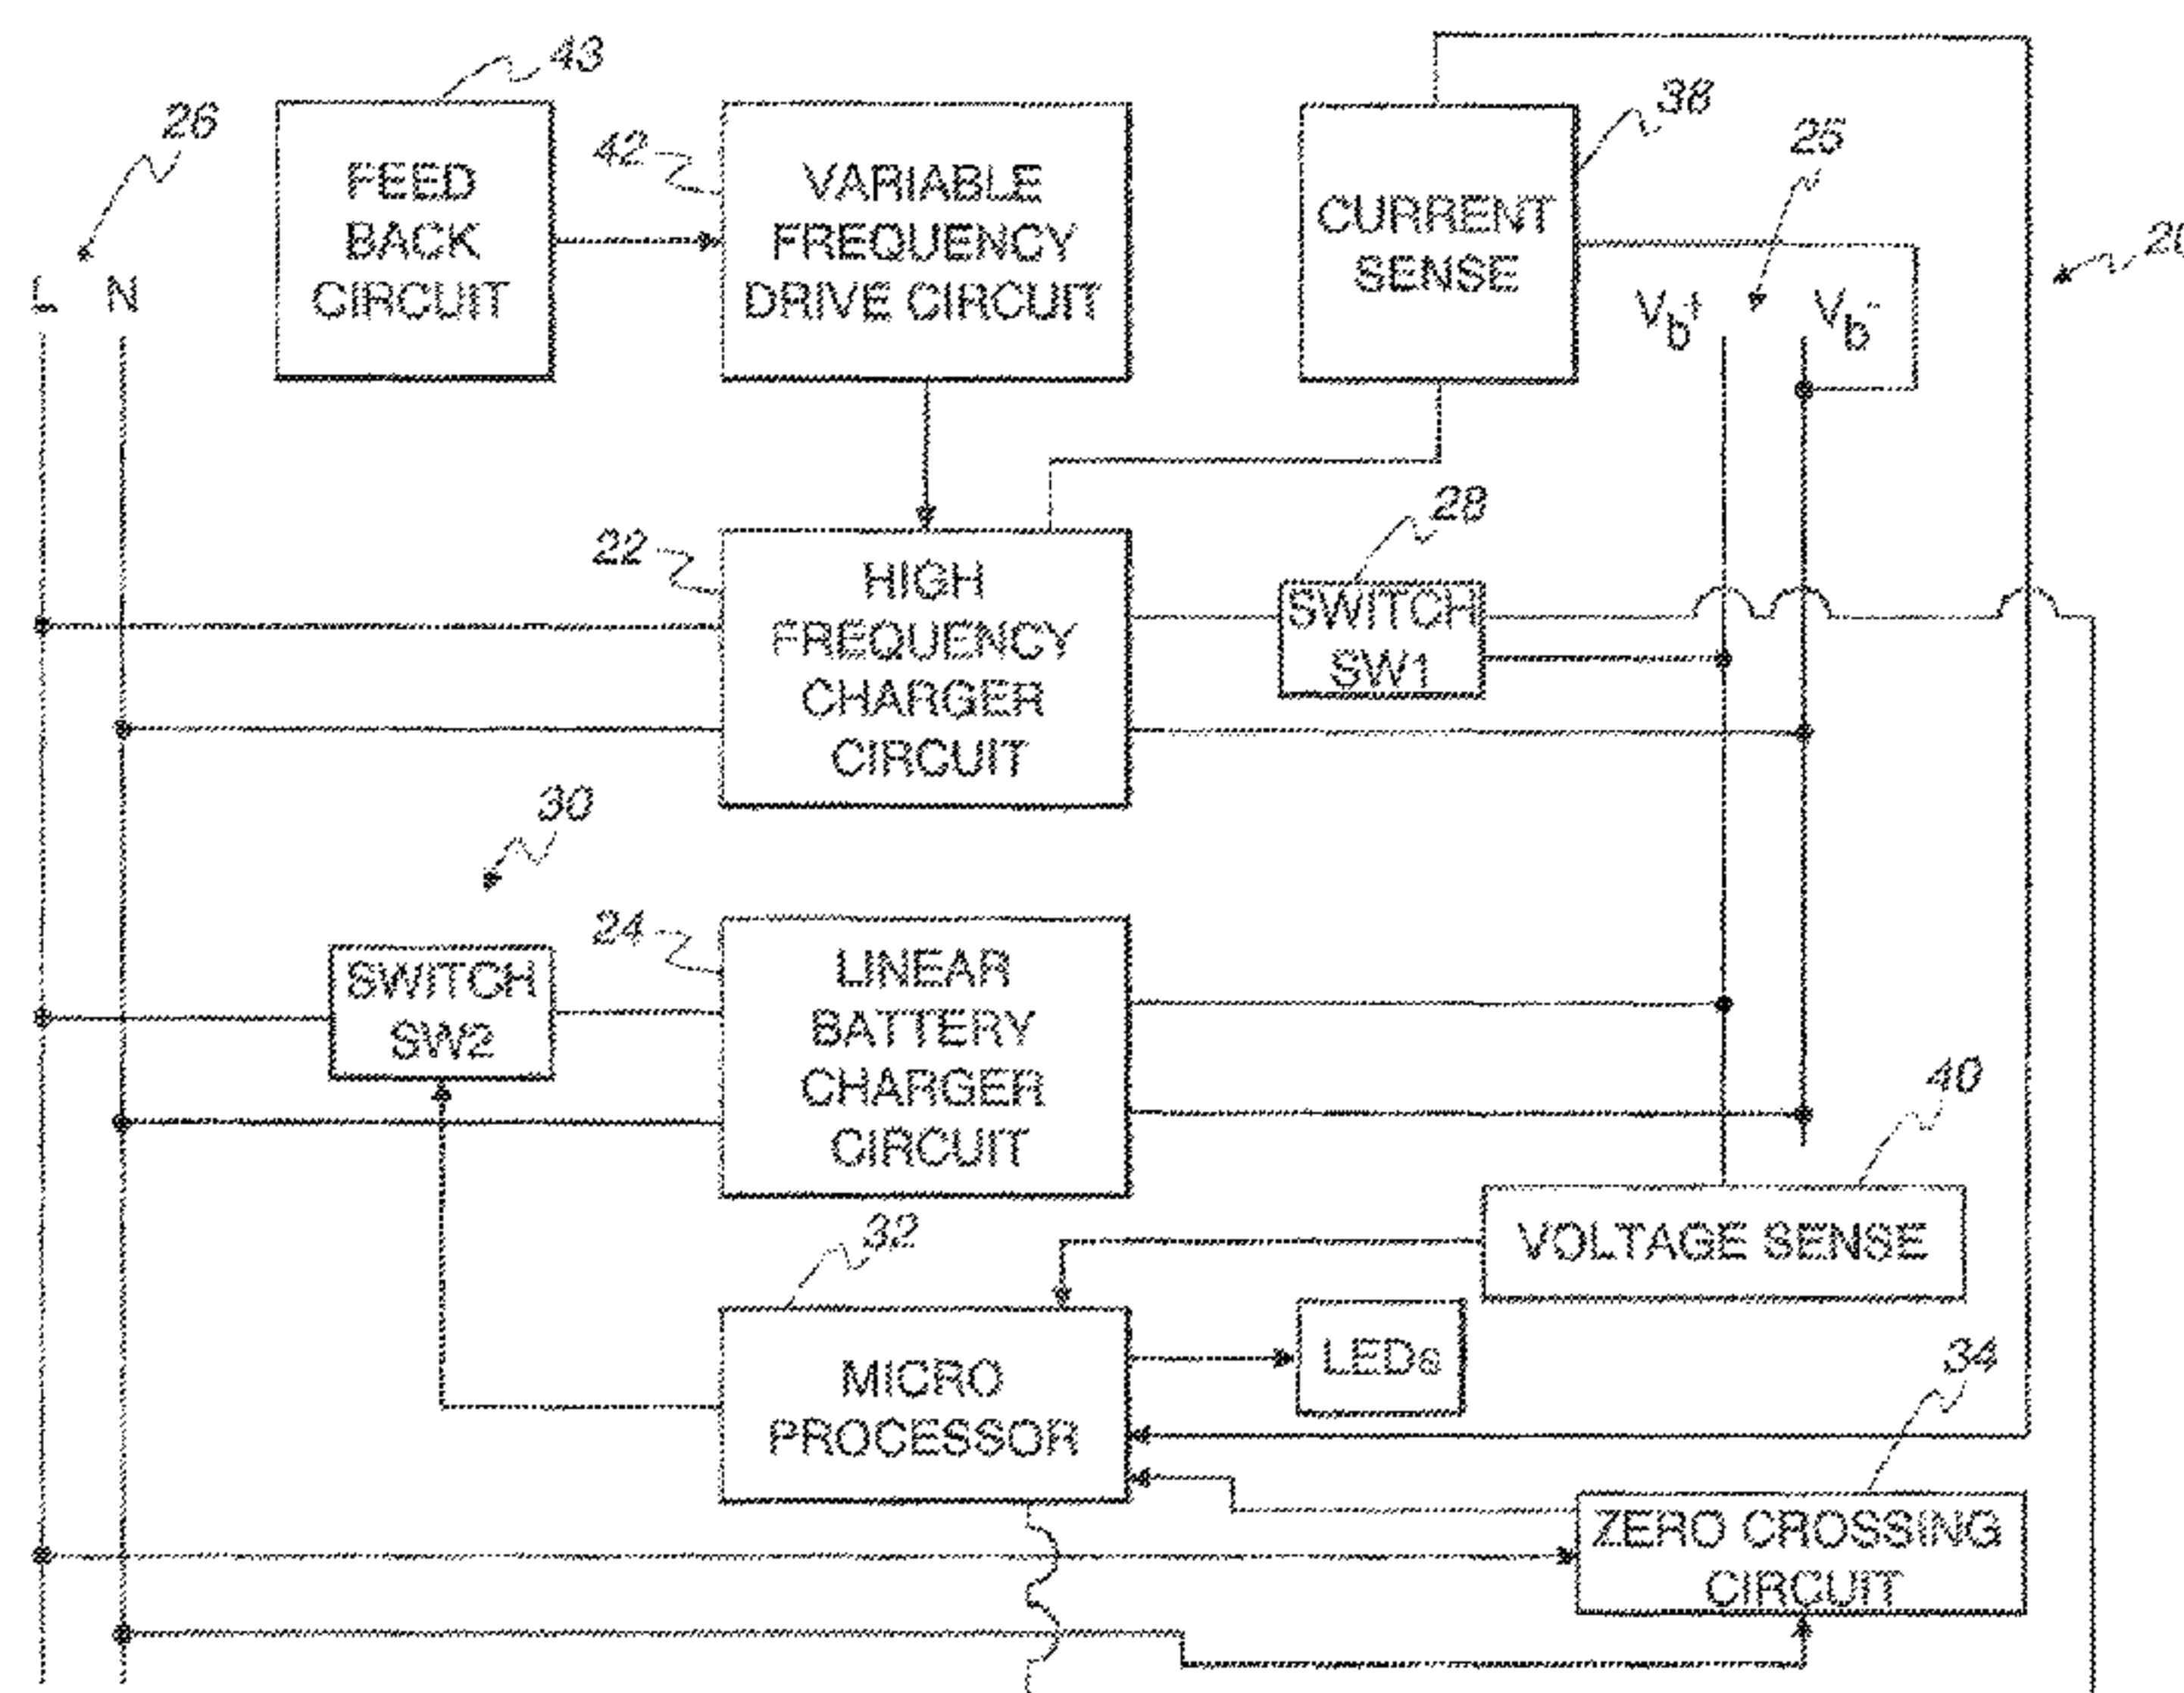 43
26
FEED
BACK
CIRCUIT
42
VARIABLE
FREQUENCY
DRIVE CIRCUIT
CURRENT
SENSE
38
25
20
L
N
Vb+
Vb-
22
HIGH
FREQUENCY
CHARGER
CIRCUIT
28
SWITCH
SW1
30
24
SWITCH
SW2
LINEAR
BATTERY
CHARGER
CIRCUIT
40
VOLTAGE SENSE
32
MICRO
PROCESSOR
LEDs
34
ZERO CROSSING
CIRCUIT